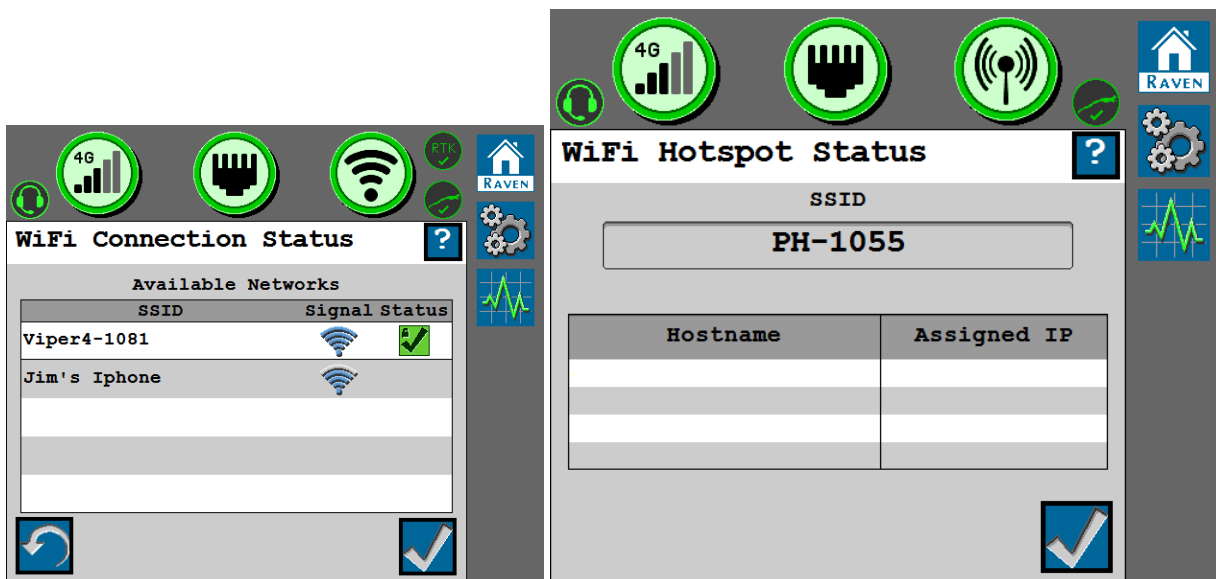 4G
RTK
RAVEN
WiFi Connection Status
?
Available Networks
SSID Signal Status
Viper4-1081
Jim's Iphone
4G
RAVEN
WiFi Hotspot Status
?
SSID
PH-1055
Hostname Assigned IP